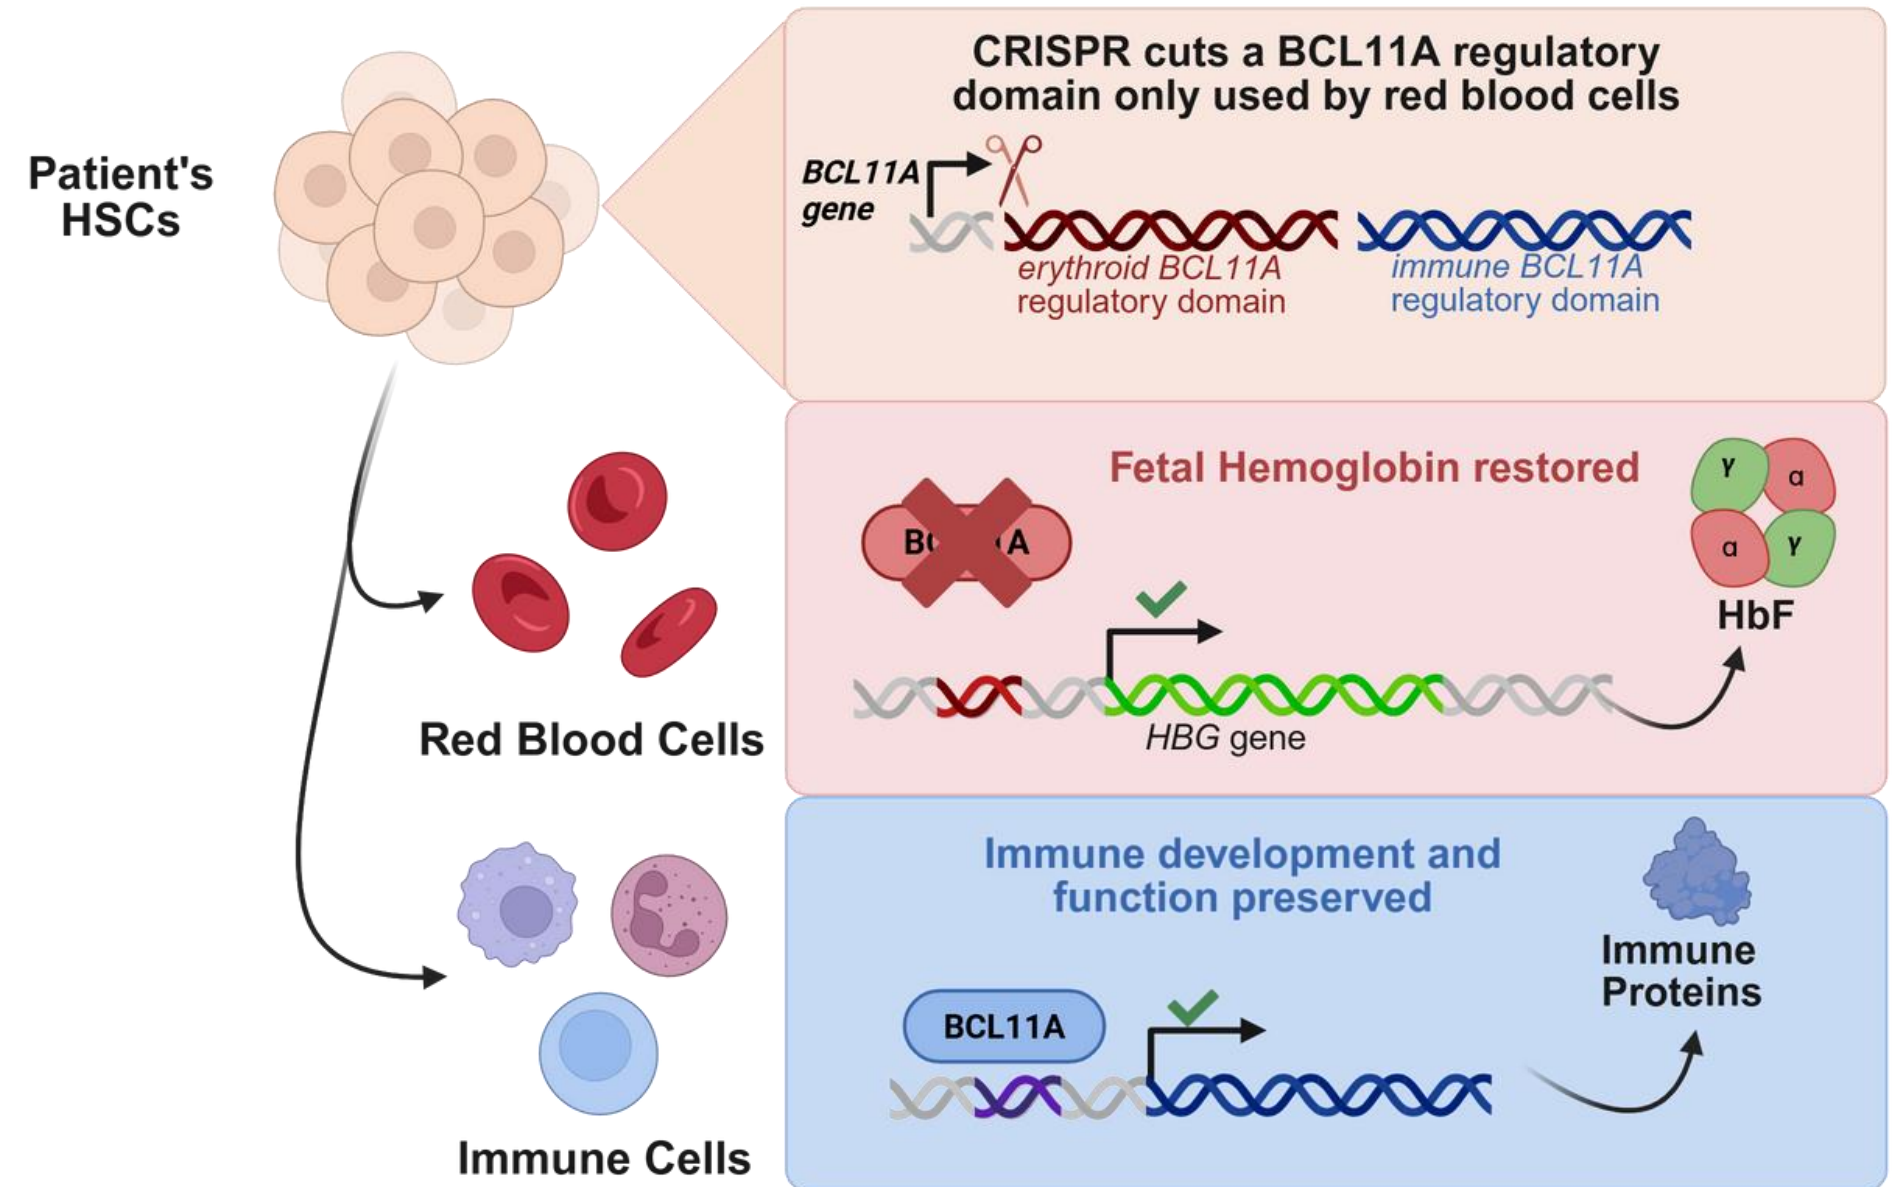 Patient's
HSCs
CRISPR cuts a BCL11A regulatory
domain only used by red blood cells
BCL11A
gene
erythroid BCL11A
regulatory domain
immune BCL11A
regulatory domain
Fetal Hemoglobin restored
γ
α
α
γ
HbF
HBG gene
Red Blood Cells
Immune development and
function preserved
Immune
Proteins
BCL11A
Immune Cells